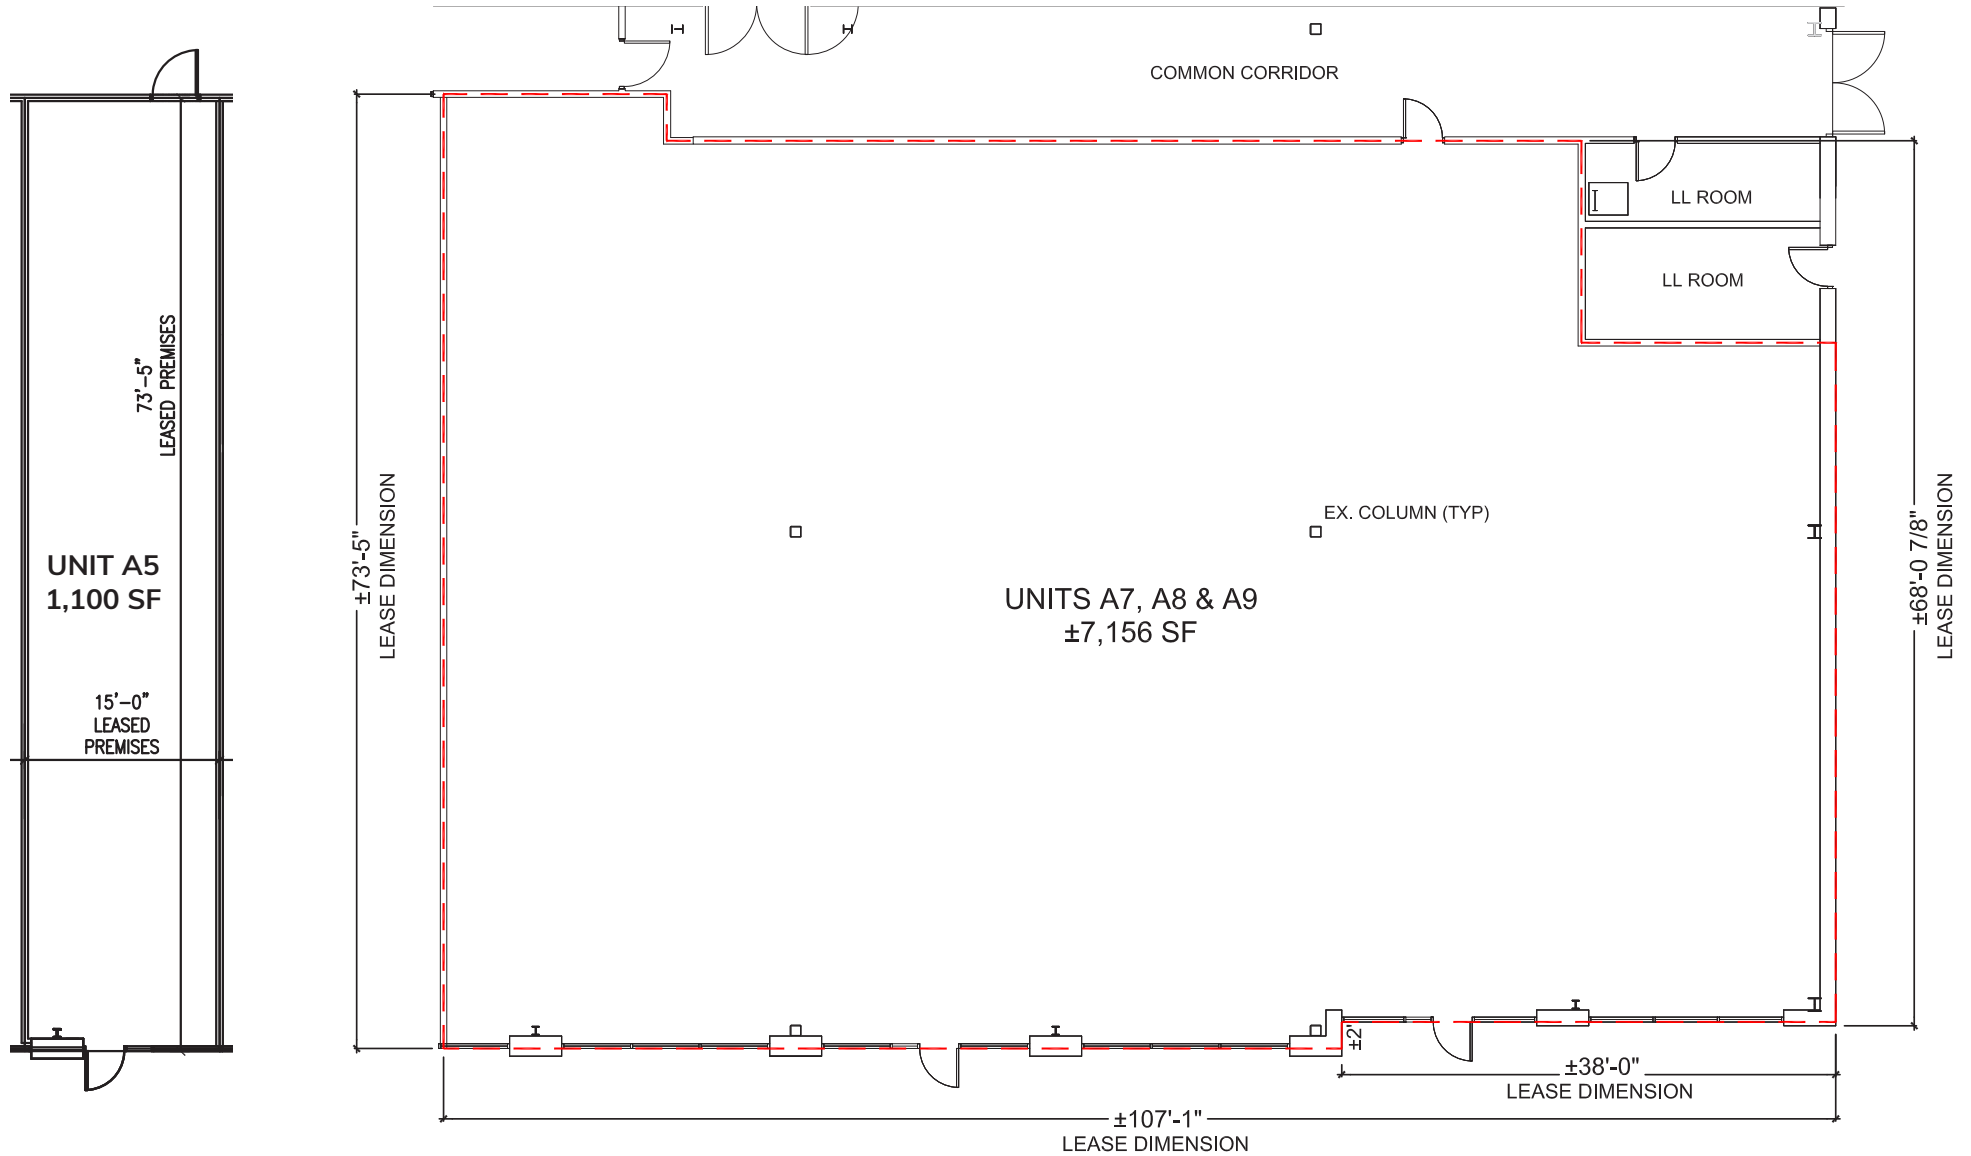 COMMON CORRIDOR
LL ROOM
LL ROOM
73'-5"
LEASED PREMISES
UNIT A5
1,100 SF
15'-0"
LEASED
PREMISES
±73'-5"
LEASE DIMENSION
EX. COLUMN (TYP)
UNITS A7, A8 & A9
±7,156 SF
±68'-0 7/8"
LEASE DIMENSION
±2'
±38'-0"
LEASE DIMENSION
±107'-1"
LEASE DIMENSION